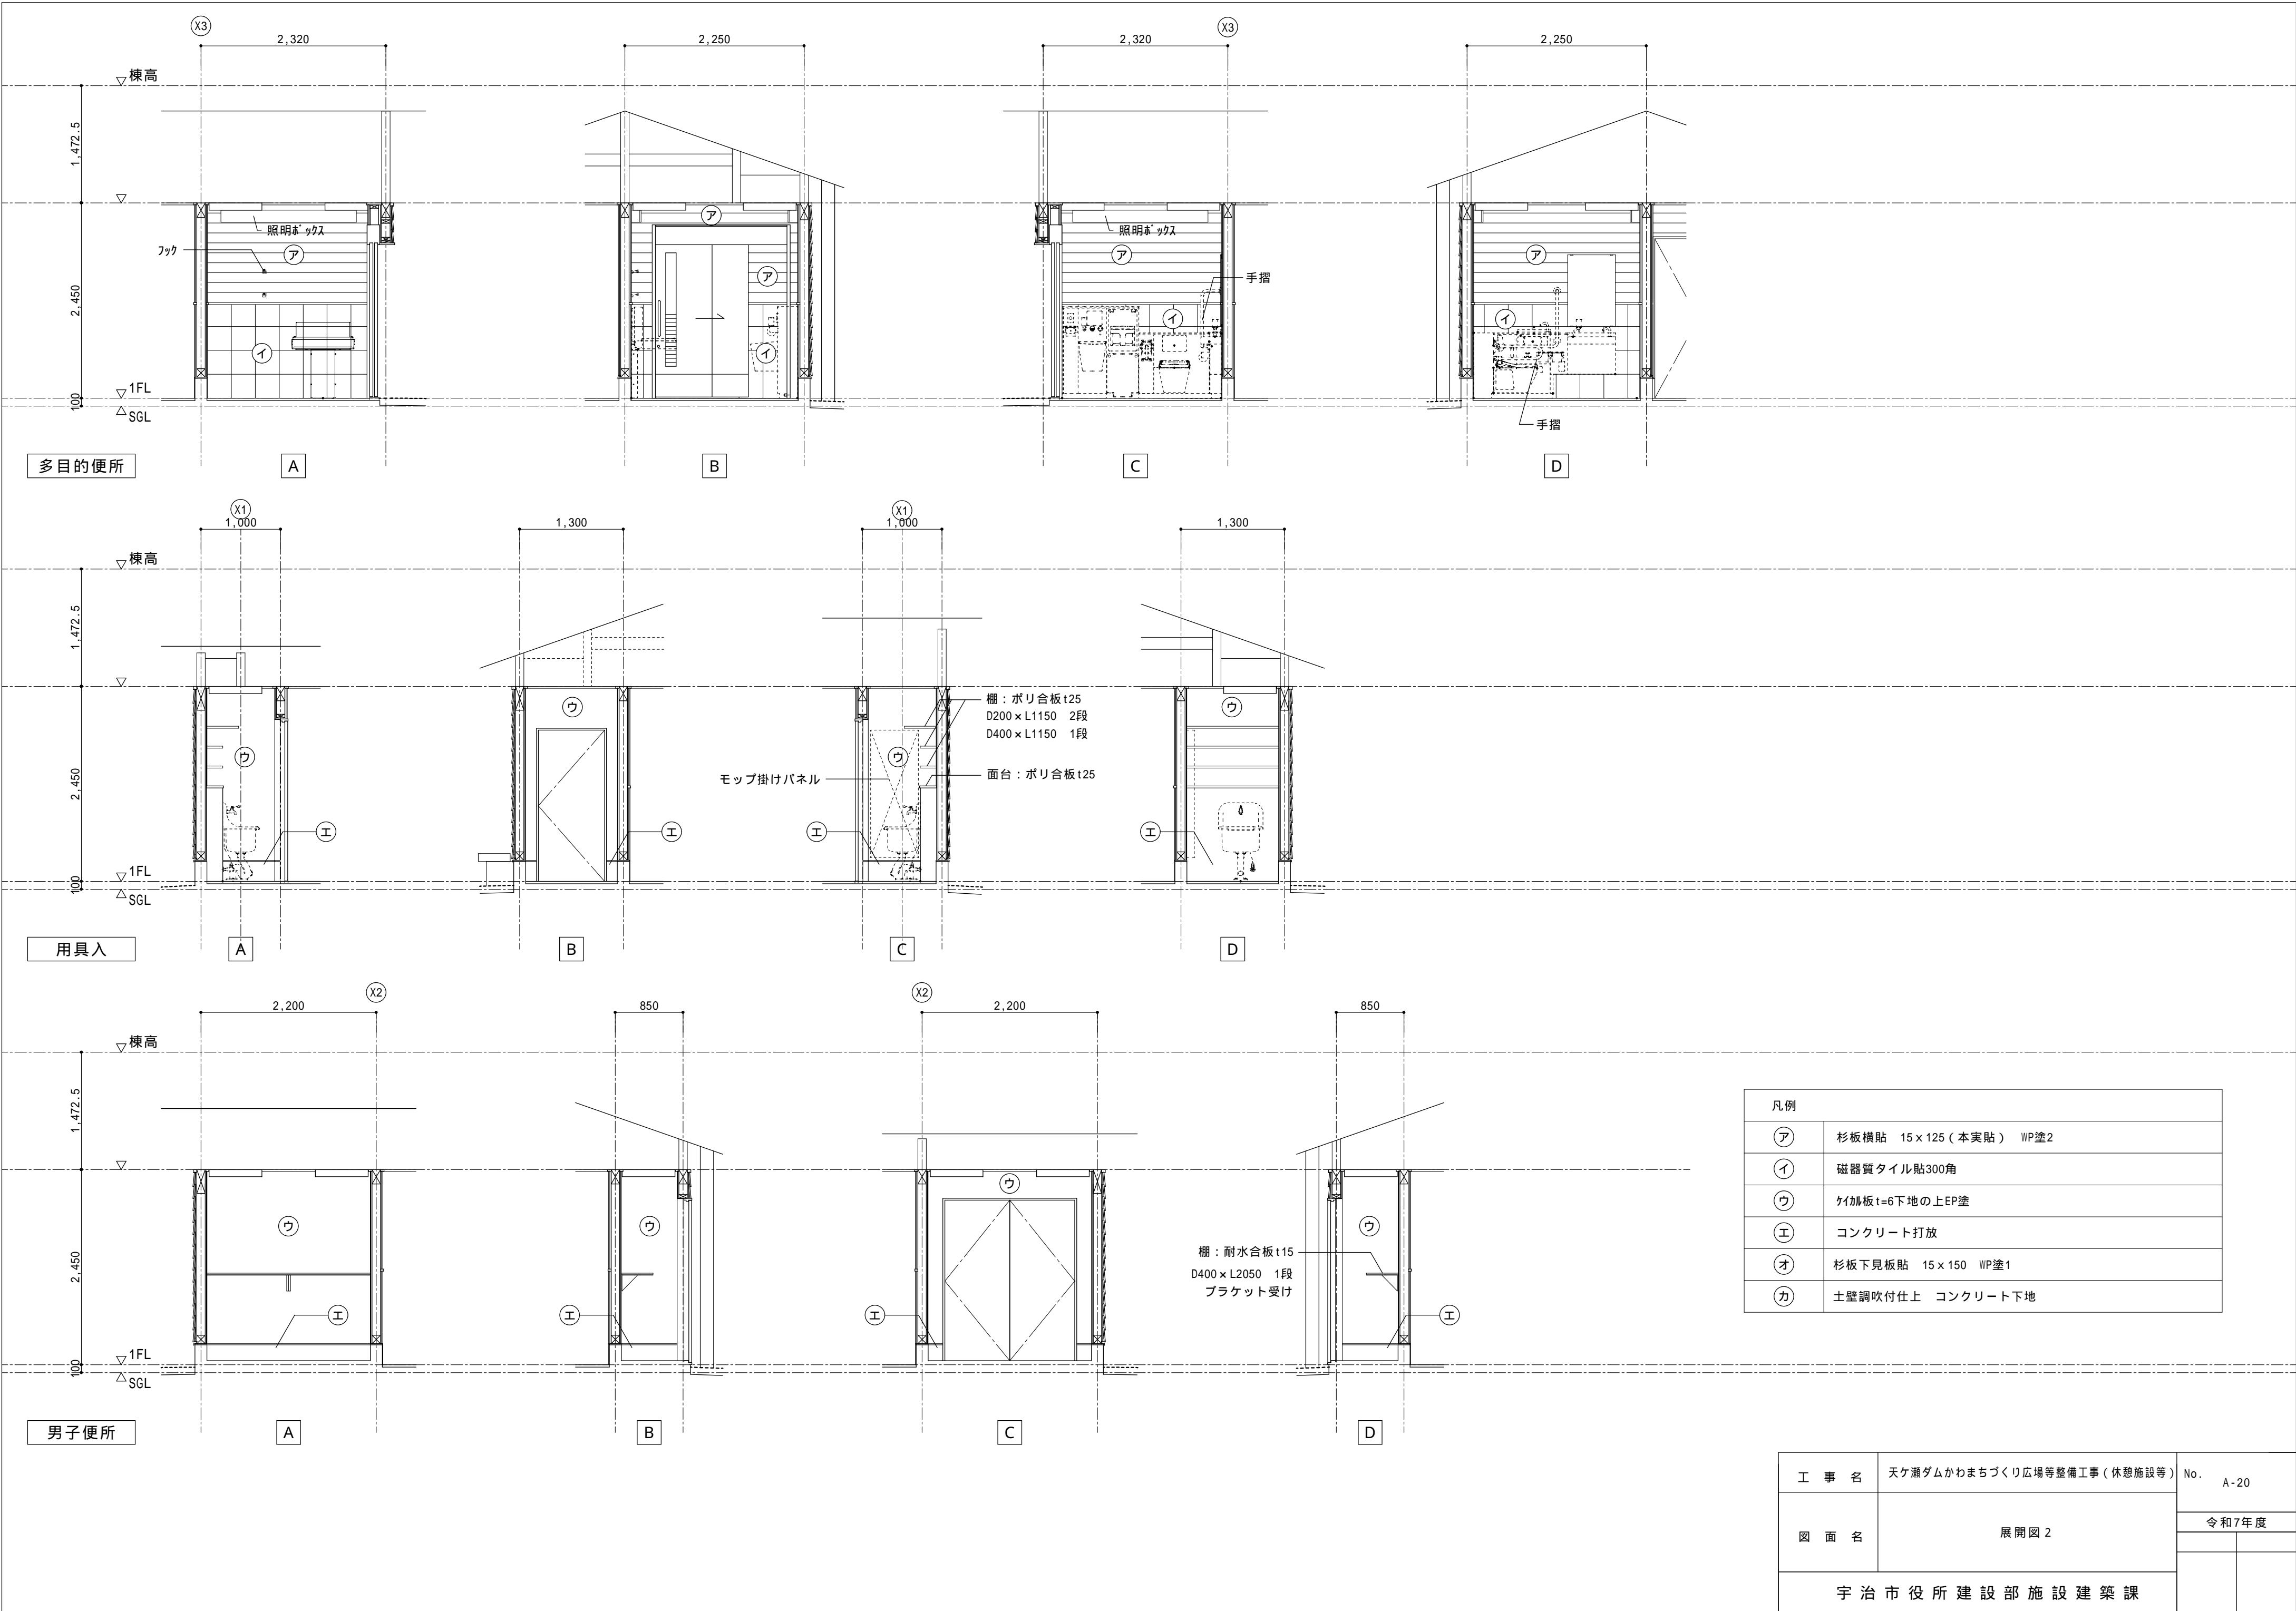 X3
2,320
2,250
2,320
X3
2,250
棟高
1,472.5
2,450
100
1FL
SGL
照明ボックス
フック
ア
イ
ア
ア
イ
照明ボックス
ア
手摺
イ
ア
イ
手摺
多目的便所
A
B
C
D
X1
1,000
1,300
X1
1,000
1,300
棟高
1,472.5
2,450
100
1FL
SGL
ウ
エ
ウ
エ
棚:ポリ合板t25
D200×L1150 2段
D400×L1150 1段
ウ
モップ掛けパネル
面台:ポリ合板t25
エ
ウ
エ
用具入
A
B
C
D
2,200
X2
850
X2
2,200
850
棟高
1,472.5
2,450
100
1FL
SGL
ウ
エ
ウ
エ
ウ
エ
棚:耐水合板t15
D400×L2050 1段
ブラケット受け
ウ
エ
男子便所
A
B
C
D
凡例
ア 杉板横貼 15×125(本実貼) WP塗2
イ 磁器質タイル貼300角
ウ ケイカル板t=6下地の上EP塗
エ コンクリート打放
オ 杉板下見板貼 15×150 WP塗1
カ 土壁調吹付仕上 コンクリート下地
工事名 天ケ瀬ダムかわまちづくり広場等整備工事(休憩施設等) No. A-20
令和7年度
図面名 展開図2
宇治市役所建設部施設建築課